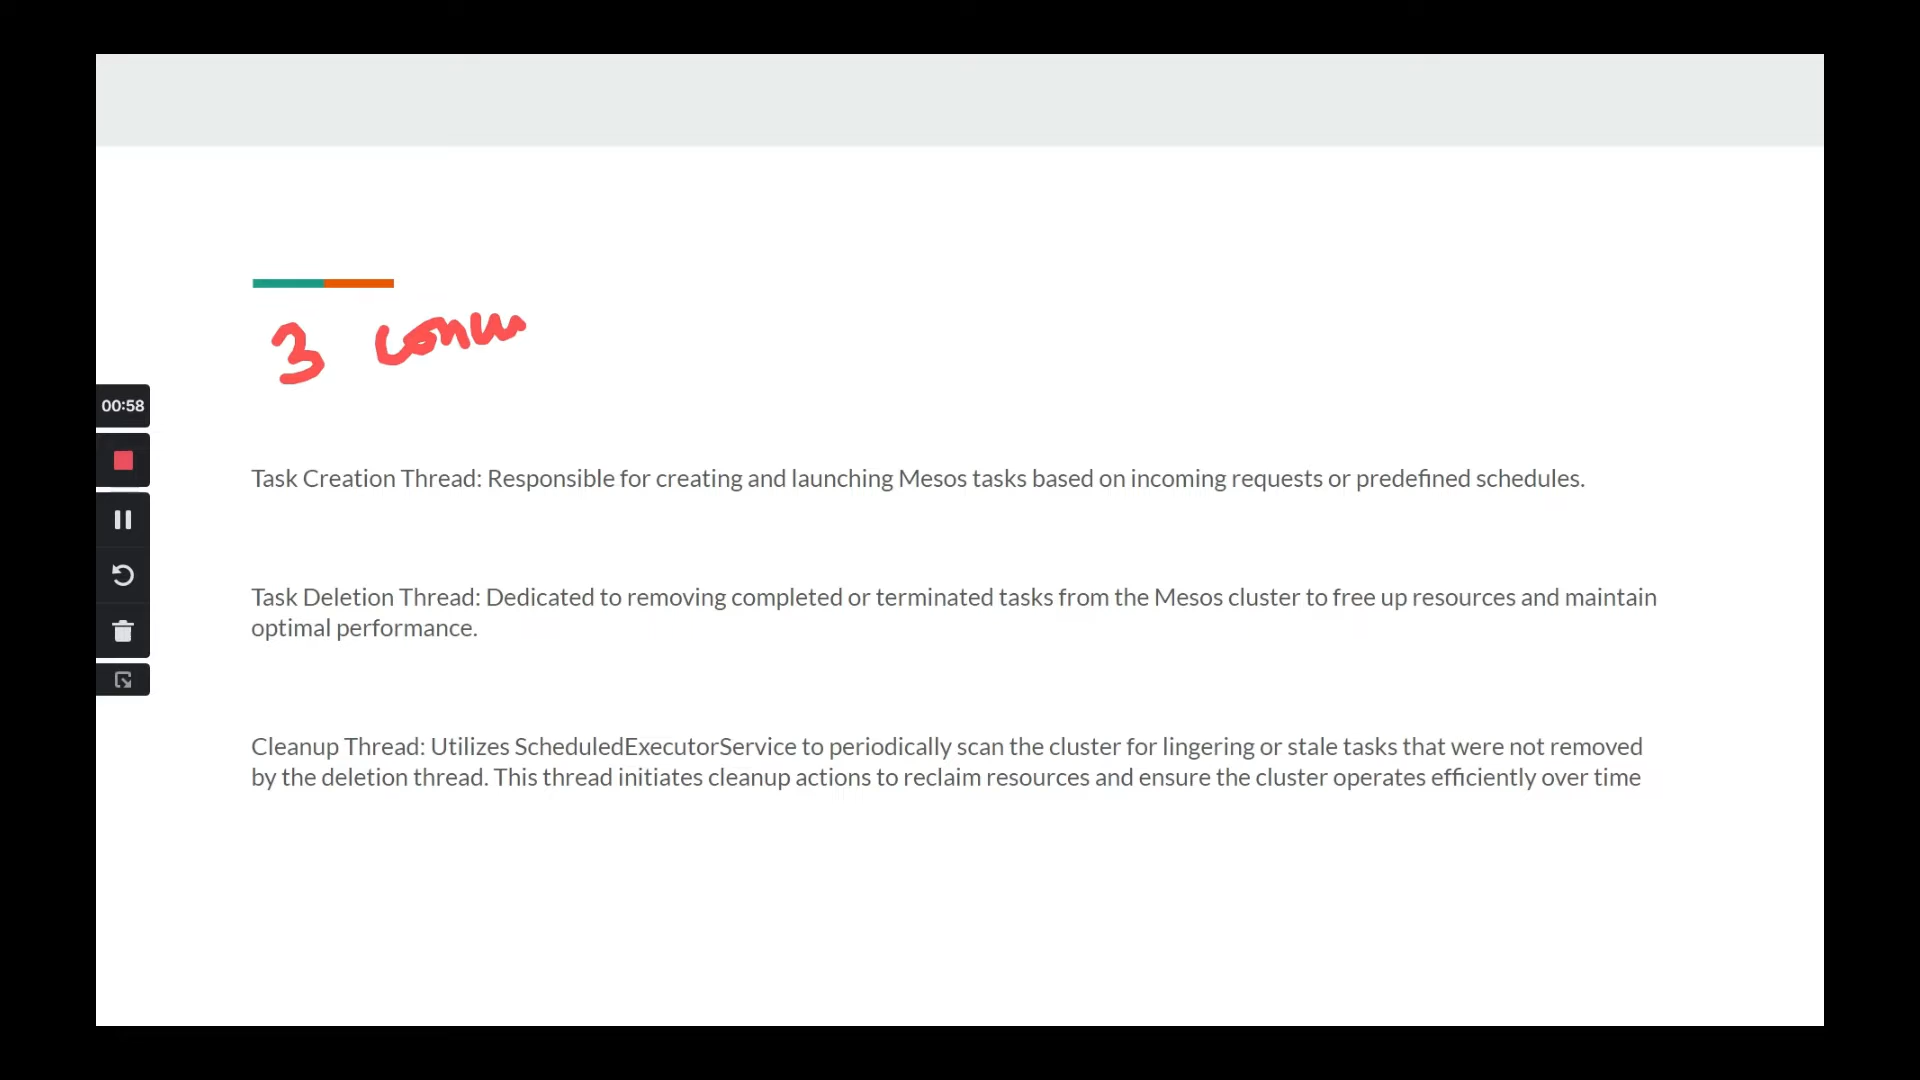 3 conu
00:58
Task Creation Thread: Responsible for creating and launching Mesos tasks based on incoming requests or predefined schedules.
Task Deletion Thread: Dedicated to removing completed or terminated tasks from the Mesos cluster to free up resources and maintain
optimal performance.
Cleanup Thread: Utilizes ScheduledExecutorService to periodically scan the cluster for lingering or stale tasks that were not removed
by the deletion thread. This thread initiates cleanup actions to reclaim resources and ensure the cluster operates efficiently over time